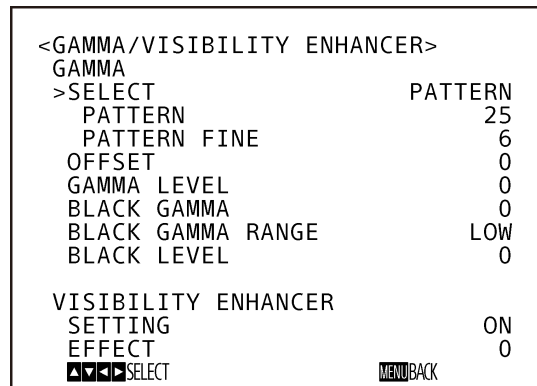 <GAMMA/VISIBILITY ENHANCER>
GAMMA
>SELECT PATTERN
PATTERN 25
PATTERN FINE 6
OFFSET 0
GAMMA LEVEL 0
BLACK GAMMA 0
BLACK GAMMA RANGE LOW
BLACK LEVEL 0
VISIBILITY ENHANCER
SETTING ON
EFFECT 0
▲▼◀▶SELECT MENU BACK